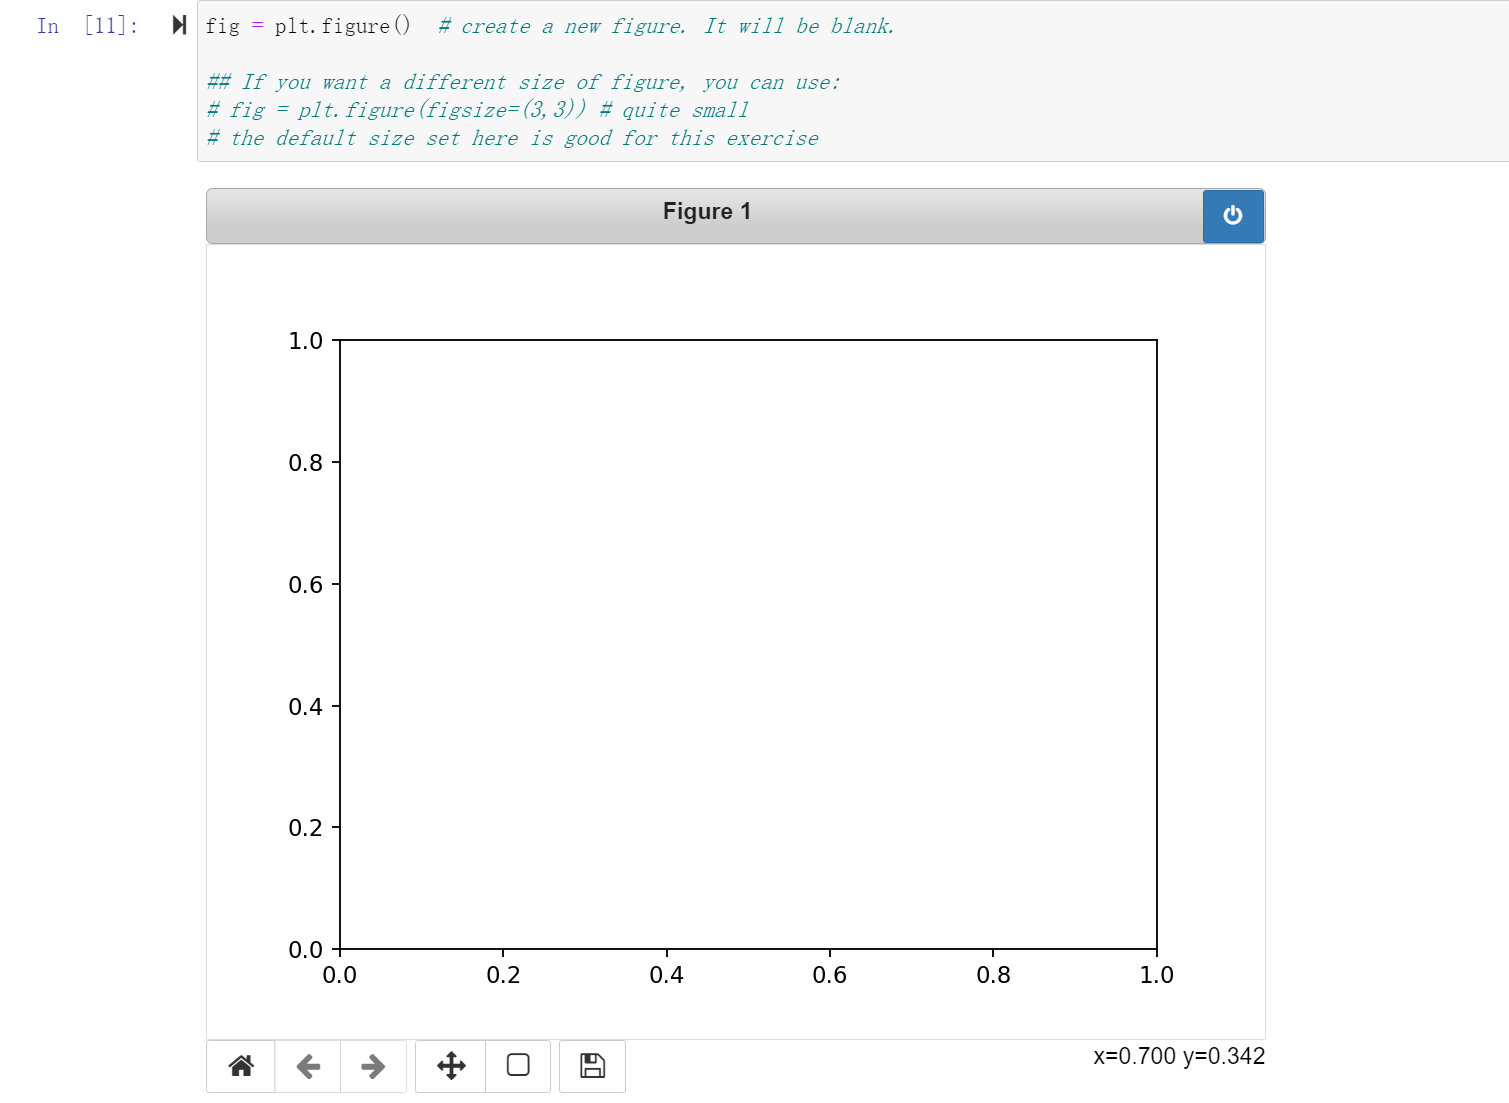 In [11]:
fig = plt.figure()  # create a new figure. It will be blank.
## If you want a different size of figure, you can use:
# fig = plt.figure(figsize=(3,3)) # quite small
# the default size set here is good for this exercise
Figure 1
1.0
0.8
0.6
0.4
0.2
0.0
0.0 0.2 0.4 0.6 0.8 1.0
x=0.700 y=0.342